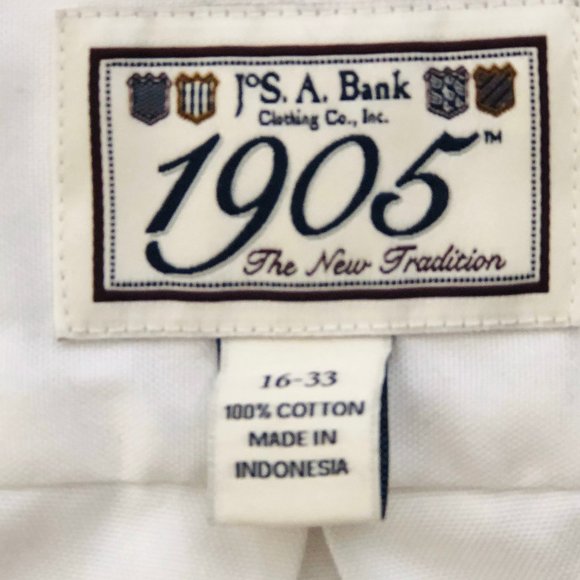 JoS. A. Bank
Clothing Co., Inc.
1905™
The New Tradition
16-33
100% COTTON
MADE IN
INDONESIA